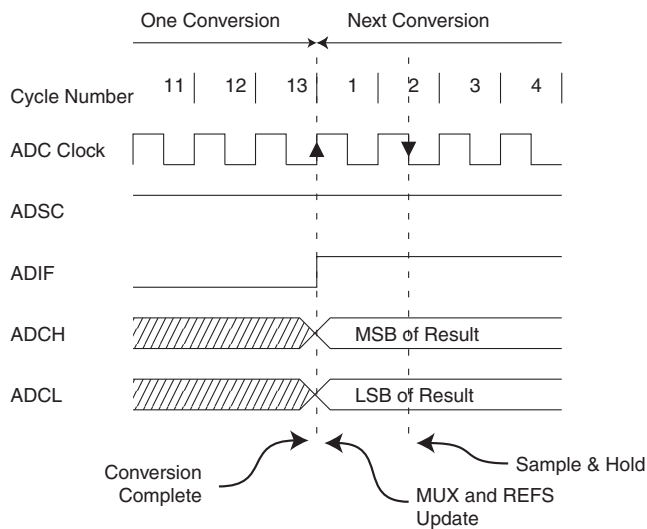 One Conversion Next Conversion
Cycle Number 11 12 13 1 2 3 4
ADC Clock
ADSC
ADIF
ADCH MSB of Result
ADCL LSB of Result
Conversion
Complete
MUX and REFS
Update
Sample & Hold